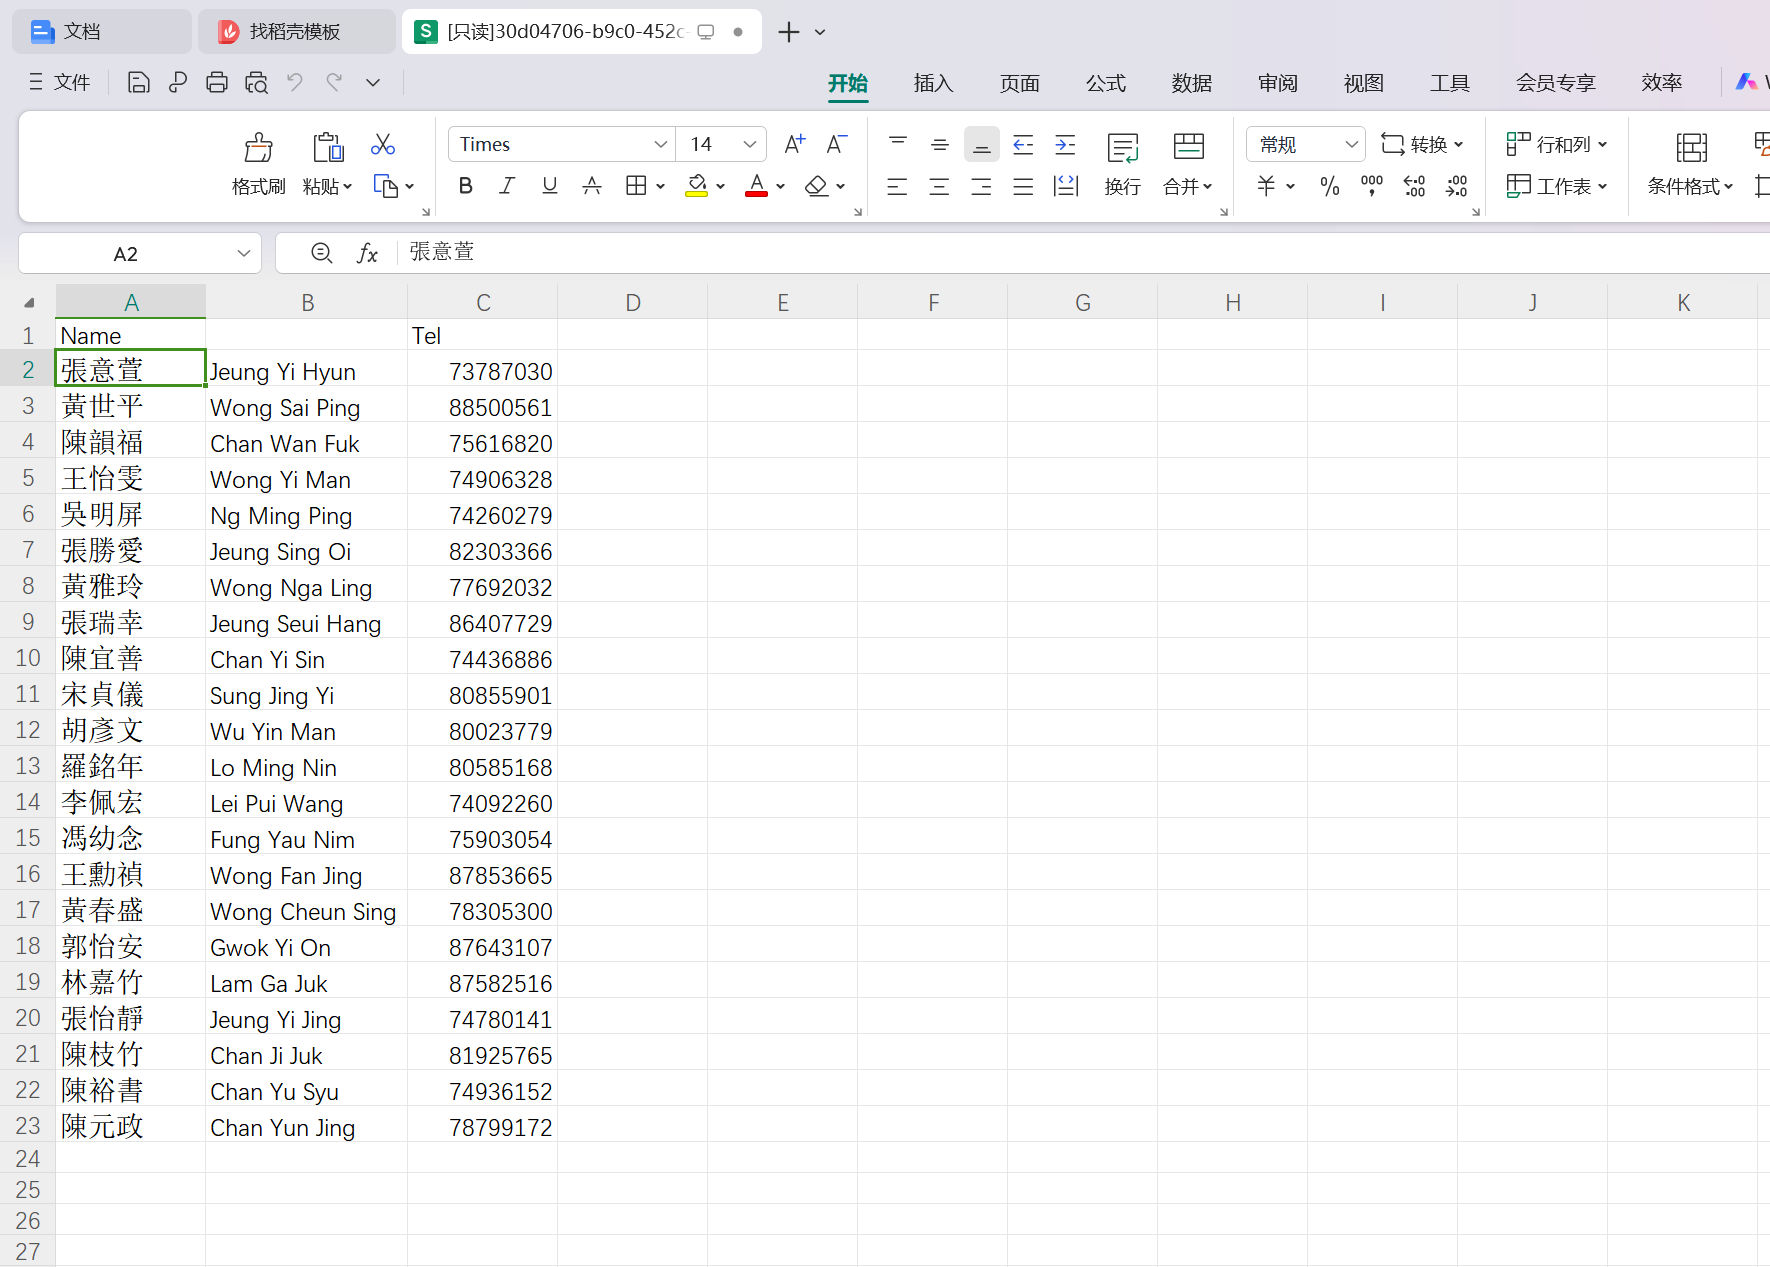 文档 找稻壳模板 [只读]30d04706-b9c0-452c-
文件 开始 插入 页面 公式 数据 审阅 视图 工具 会员专享 效率
Times 14 常规 转换 行和列
格式刷 粘贴 换行 合并 工作表 条件格式
A2 fx 張意萱
A B C D E F G H I J K
1 Name Tel
2 張意萱 Jeung Yi Hyun 73787030
3 黃世平 Wong Sai Ping 88500561
4 陳韻福 Chan Wan Fuk 75616820
5 王怡雯 Wong Yi Man 74906328
6 吳明屏 Ng Ming Ping 74260279
7 張勝愛 Jeung Sing Oi 82303366
8 黃雅玲 Wong Nga Ling 77692032
9 張瑞幸 Jeung Seui Hang 86407729
10 陳宜善 Chan Yi Sin 74436886
11 宋貞儀 Sung Jing Yi 80855901
12 胡彥文 Wu Yin Man 80023779
13 羅銘年 Lo Ming Nin 80585168
14 李佩宏 Lei Pui Wang 74092260
15 馮幼念 Fung Yau Nim 75903054
16 王勳禎 Wong Fan Jing 87853665
17 黃春盛 Wong Cheun Sing 78305300
18 郭怡安 Gwok Yi On 87643107
19 林嘉竹 Lam Ga Juk 87582516
20 張怡靜 Jeung Yi Jing 74780141
21 陳枝竹 Chan Ji Juk 81925765
22 陳裕書 Chan Yu Syu 74936152
23 陳元政 Chan Yun Jing 78799172
24
25
26
27